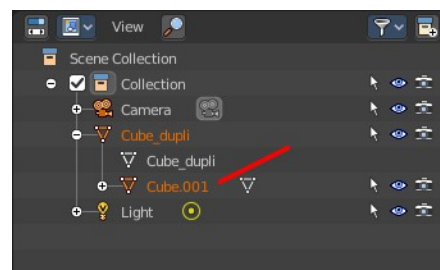 View
Scene Collection
Collection
Camera
Cube_dupli
Cube_dupli
Cube.001
Light